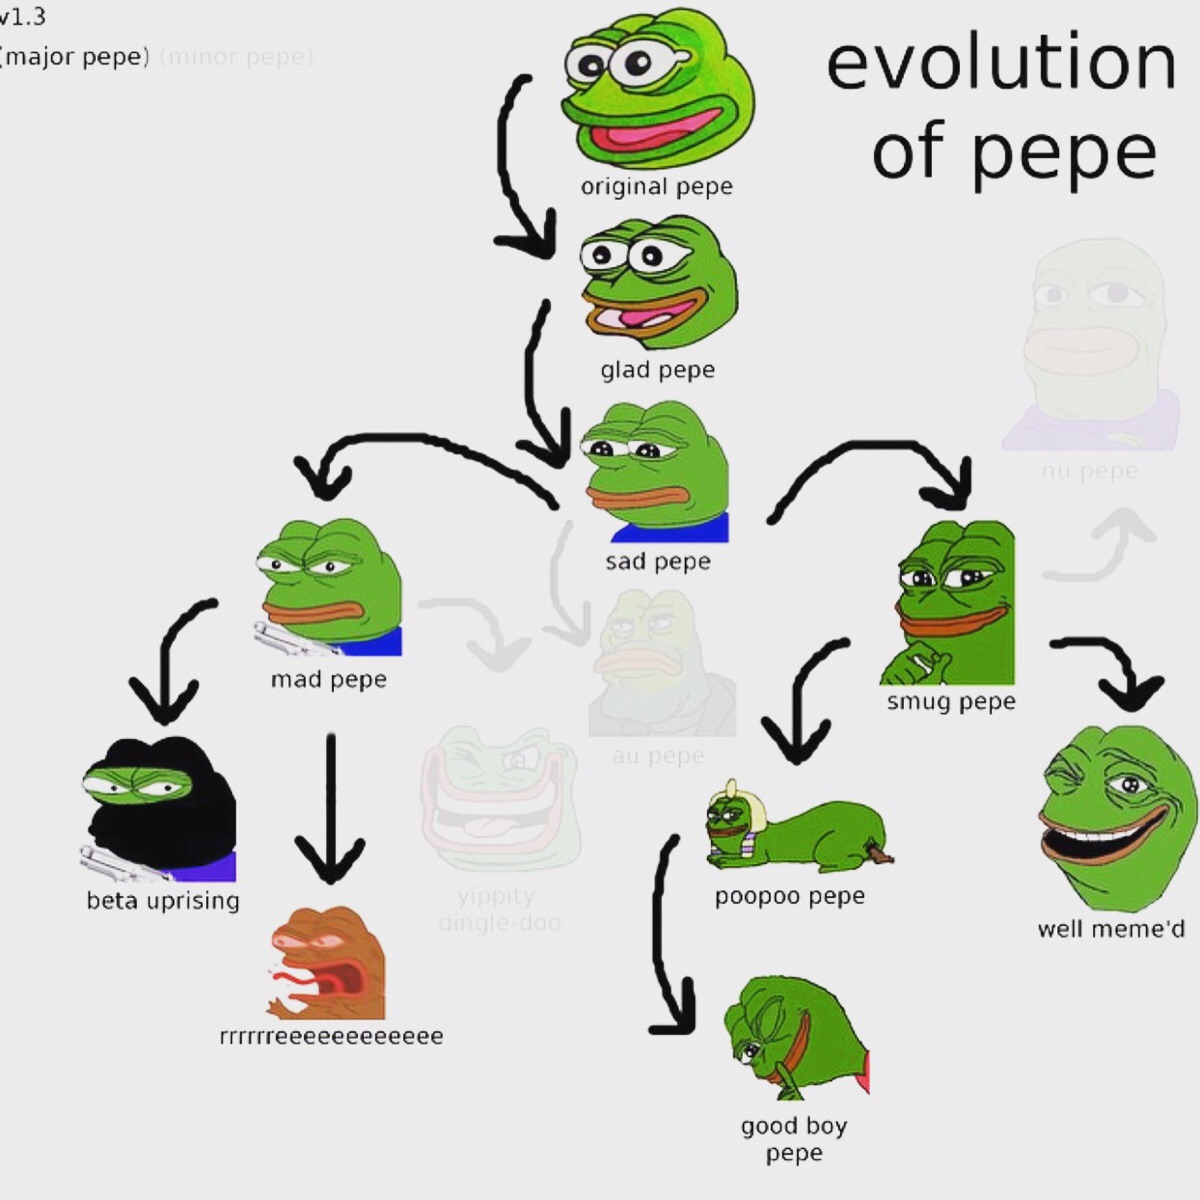 v1.3
(major pepe) (minor pepe)
evolution
of pepe
original pepe
glad pepe
nu pepe
sad pepe
mad pepe
smug pepe
au pepe
beta uprising
yippity
dingle-doo
poopoo pepe
well meme'd
rrrrrreeeeeeeeeeee
good boy
pepe